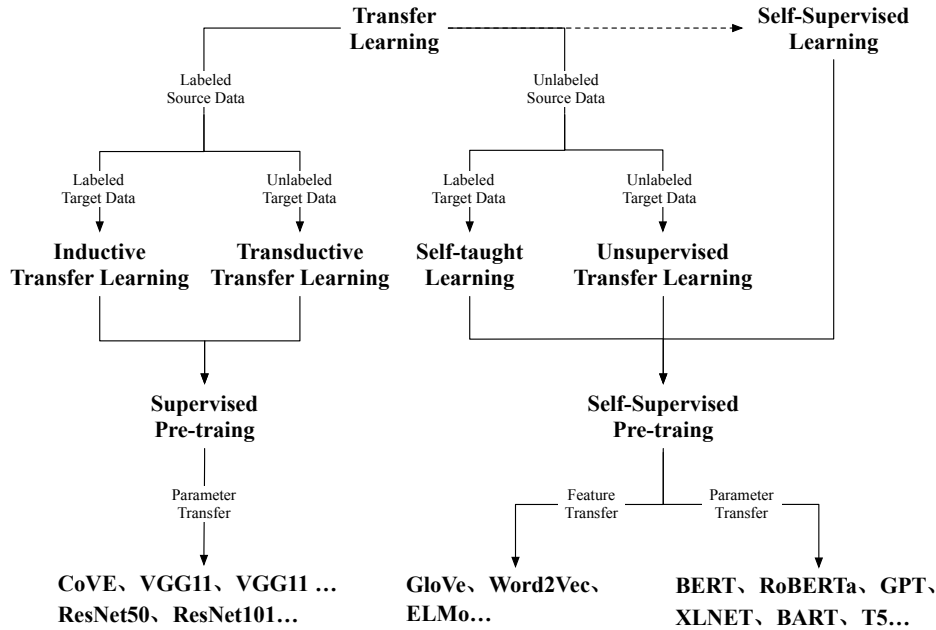 Transfer
Learning
Self-Supervised
Learning
Labeled
Source Data
Unlabeled
Source Data
Labeled
Target Data
Unlabeled
Target Data
Labeled
Target Data
Unlabeled
Target Data
Inductive
Transfer Learning
Transductive
Transfer Learning
Self-taught
Learning
Unsupervised
Transfer Learning
Supervised
Pre-traing
Self-Supervised
Pre-traing
Parameter
Transfer
Feature
Transfer
Parameter
Transfer
CoVE、VGG11、VGG11 …
ResNet50、ResNet101…
GloVe、Word2Vec、
ELMo…
BERT、RoBERTa、GPT、
XLNET、BART、T5…